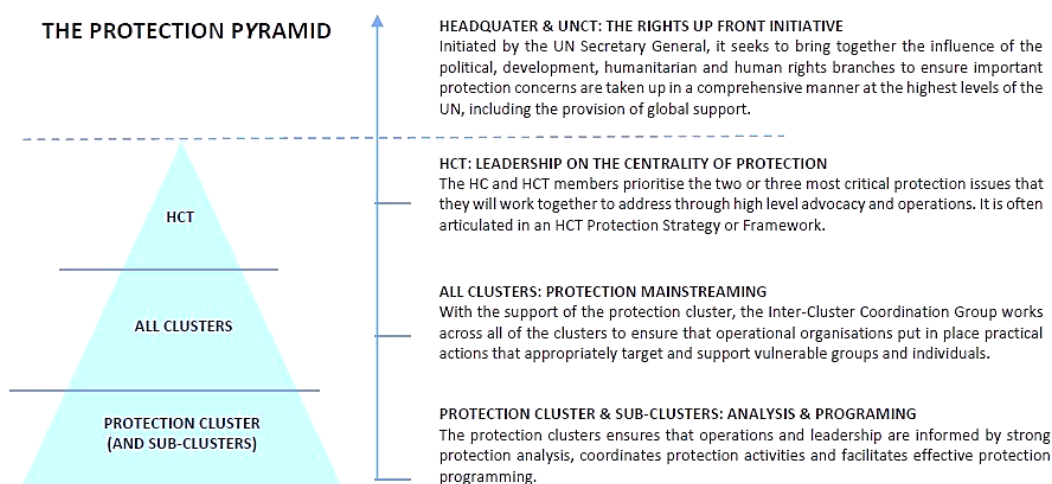 THE PROTECTION PYRAMID
HCT
ALL CLUSTERS
PROTECTION CLUSTER
(AND SUB-CLUSTERS)
HEADQUATER & UNCT: THE RIGHTS UP FRONT INITIATIVE
Initiated by the UN Secretary General, it seeks to bring together the influence of the
political, development, humanitarian and human rights branches to ensure important
protection concerns are taken up in a comprehensive manner at the highest levels of the
UN, including the provision of global support.
HCT: LEADERSHIP ON THE CENTRALITY OF PROTECTION
The HC and HCT members prioritise the two or three most critical protection issues that
they will work together to address through high level advocacy and operations. It is often
articulated in an HCT Protection Strategy or Framework.
ALL CLUSTERS: PROTECTION MAINSTREAMING
With the support of the protection cluster, the Inter-Cluster Coordination Group works
across all of the clusters to ensure that operational organisations put in place practical
actions that appropriately target and support vulnerable groups and individuals.
PROTECTION CLUSTER & SUB-CLUSTERS: ANALYSIS & PROGRAMING
The protection clusters ensures that operations and leadership are informed by strong
protection analysis, coordinates protection activities and facilitates effective protection
programming.